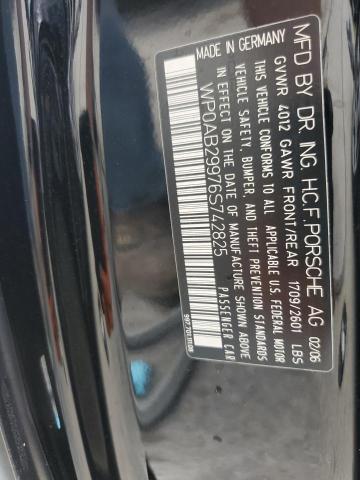 MFD BY DR. ING. H.C.F. PORSCHE AG 02/06
GVWR 4012 GAWR FRONT/REAR 1709/2601 LBS
THIS VEHICLE CONFORMS TO ALL APPLICABLE U.S. FEDERAL MOTOR
VEHICLE SAFETY, BUMPER, AND THEFT PREVENTION STANDARDS
IN EFFECT ON THE DATE OF MANUFACTURE SHOWN ABOVE
WP0AB29976S742825 PASSENGER CAR
MADE IN GERMANY